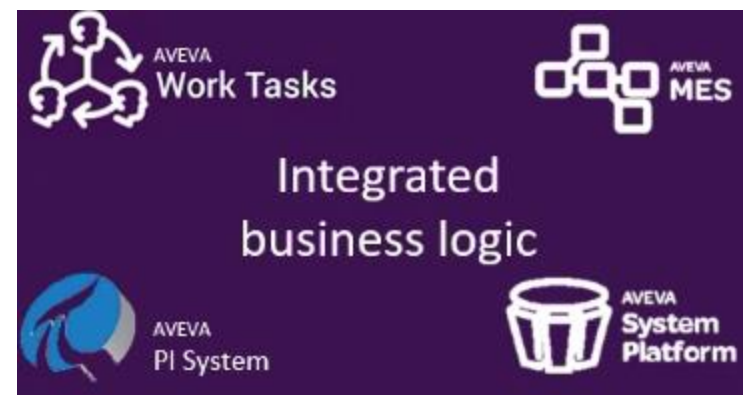 AVEVA
Work Tasks
AVEVA
MES
Integrated
business logic
AVEVA
PI System
AVEVA
System
Platform